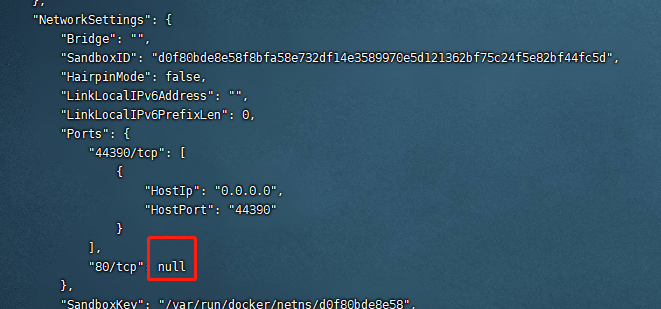 },
"NetworkSettings": {
"Bridge": "",
"SandboxID": "d0f80bde8e58f8bfa58e732df14e3589970e5d121362bf75c24f5e82bf44fc5d",
"HairpinMode": false,
"LinkLocalIPv6Address": "",
"LinkLocalIPv6PrefixLen": 0,
"Ports": {
"44390/tcp": [
{
"HostIp": "0.0.0.0",
"HostPort": "44390"
}
],
"80/tcp": null
},
"SandboxKey": "/var/run/docker/netns/d0f80bde8e58",